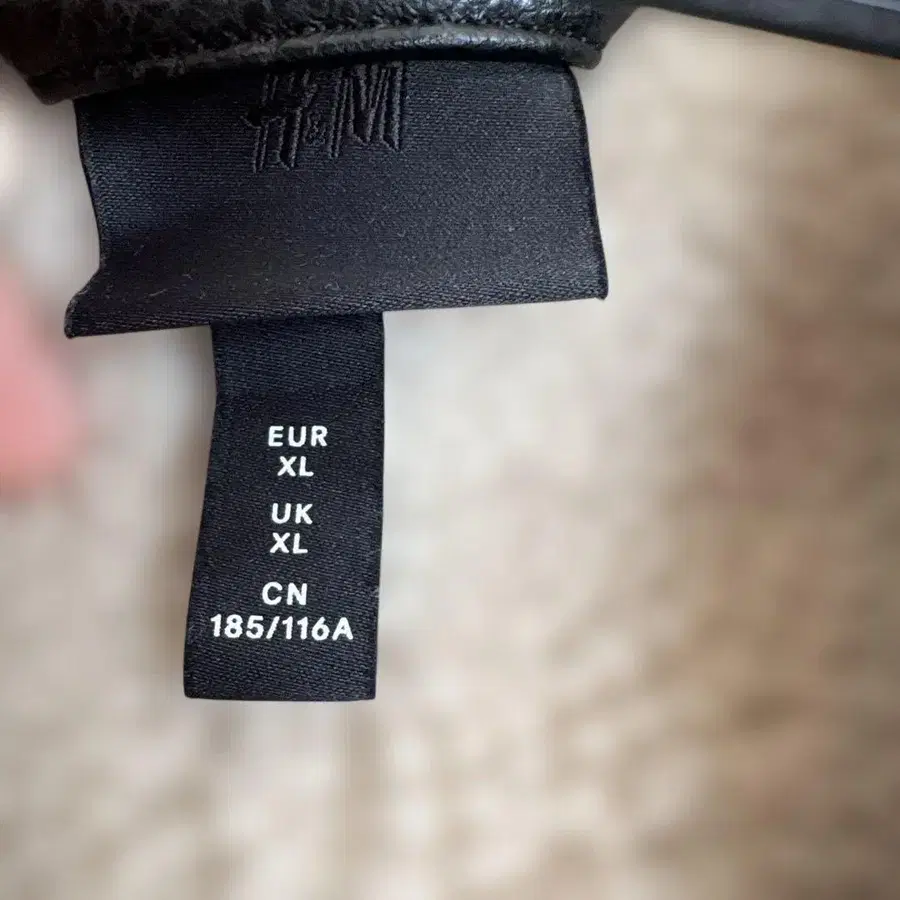 H&M
EUR
XL
UK
XL
CN
185/116A